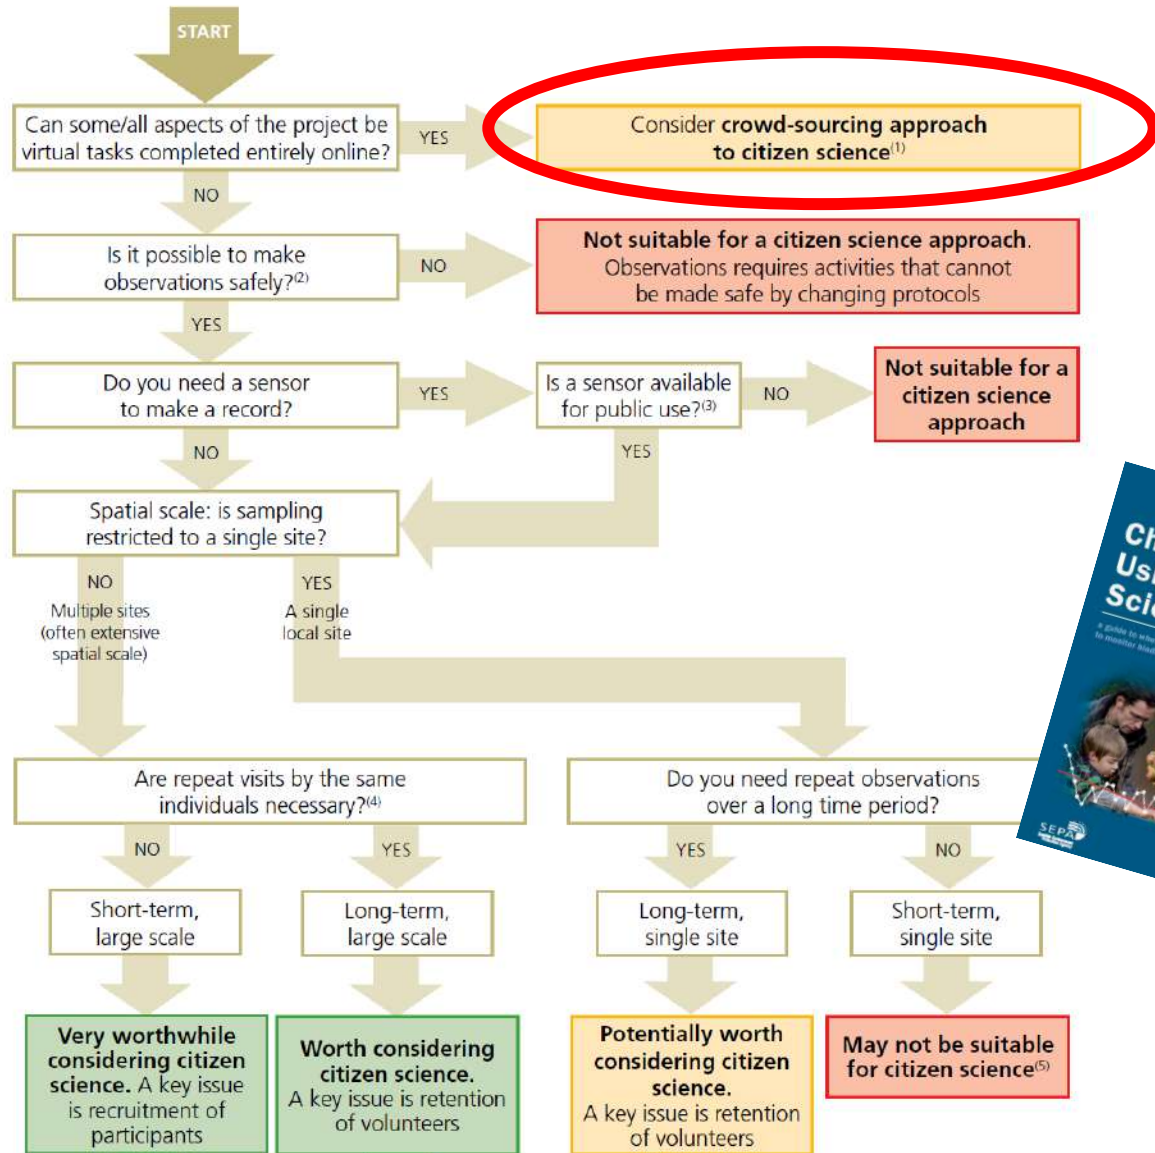 START
Can some/all aspects of the project be
virtual tasks completed entirely online?
YES
Consider crowd-sourcing approach
to citizen science(1)
NO
Is it possible to make
observations safely?(2)
NO
Not suitable for a citizen science approach.
Observations requires activities that cannot
be made safe by changing protocols
YES
Do you need a sensor
to make a record?
YES
Is a sensor available
for public use?(3)
NO
Not suitable for a
citizen science
approach
NO
YES
Spatial scale: is sampling
restricted to a single site?
NO
Multiple sites
(often extensive
spatial scale)
YES
A single
local site
Are repeat visits by the same
individuals necessary?(4)
Do you need repeat observations
over a long time period?
NO
YES
YES
NO
Short-term,
large scale
Long-term,
large scale
Long-term,
single site
Short-term,
single site
Very worthwhile
considering citizen
science. A key issue
is recruitment of
participants
Worth considering
citizen science.
A key issue is retention
of volunteers
Potentially worth
considering citizen
science.
A key issue is retention
of volunteers
May not be suitable
for citizen science(5)
Ch
Us
Scie
a guide to
to monitor
SEPA